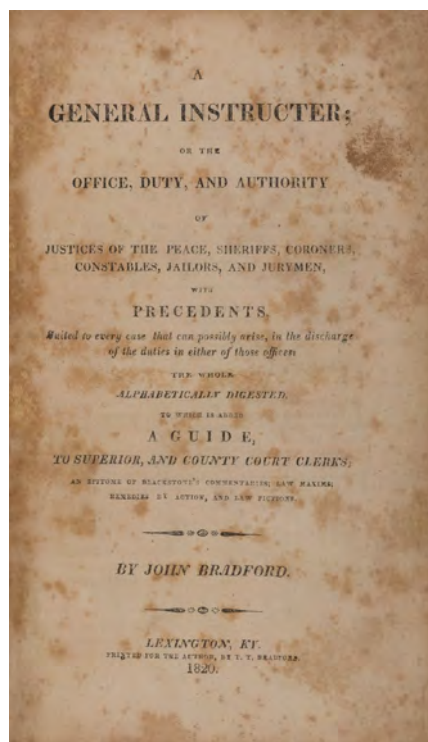 A
GENERAL INSTRUCTER;
OR THE
OFFICE, DUTY, AND AUTHORITY
OF
JUSTICES OF THE PEACE, SHERIFFS, CORONERS,
CONSTABLES, JAILORS, AND JURYMEN,
WITH
PRECEDENTS,
Suited to every case that can possibly arise, in the discharge
of the duties in either of those offices:
THE WHOLE
ALPHABETICALLY DIGESTED.
TO WHICH IS ADDED
A GUIDE,
TO SUPERIOR, AND COUNTY COURT CLERKS;
AN EPITOME OF BLACKSTONE'S COMMENTARIES; LAW MAXIMS;
REMEDIES BY ACTION, AND LAW FICTIONS.
BY JOHN BRADFORD.
LEXINGTON, KY.
PRINTED FOR THE AUTHOR, BY T. T. BRADFORD.
1820.